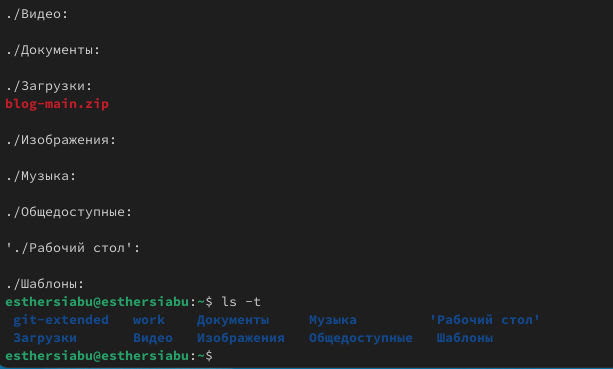 ./Видео:
./Документы:
./Загрузки:
blog-main.zip
./Изображения:
./Музыка:
./Общедоступные:
'./Рабочий стол':
./Шаблоны:
esthersiabu@esthersiabu:~$ ls -t
git-extended work Документы Музыка 'Рабочий стол'
Загрузки Видео Изображения Общедоступные Шаблоны
esthersiabu@esthersiabu:~$